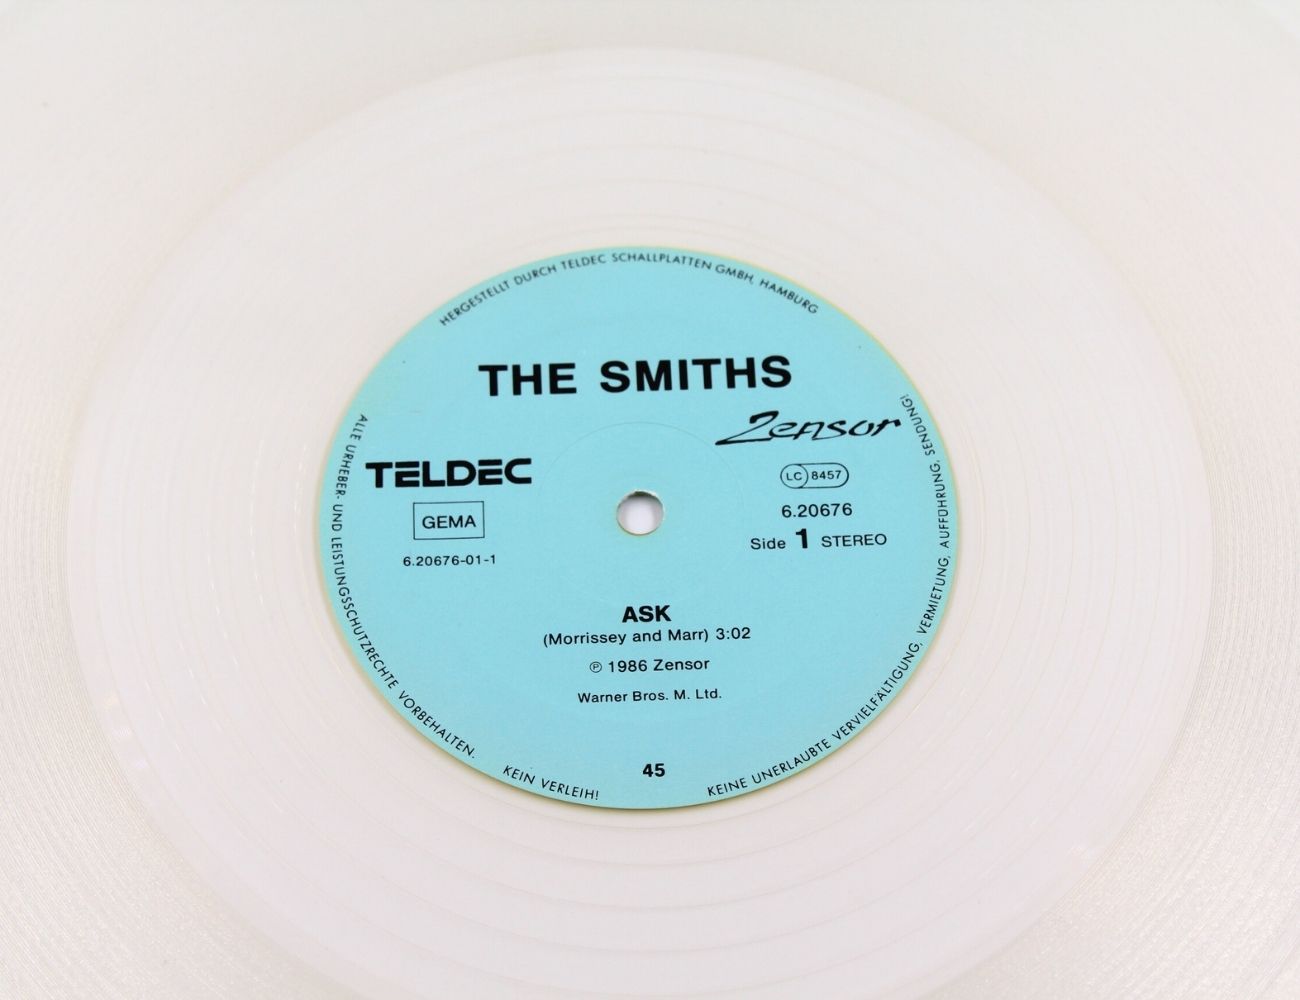 HERGESTELLT DURCH TELDEC SCHALLPLATTEN GMBH, HAMBURG
THE SMITHS
Zensor
TELDEC
LC 8457
GEMA
6.20676
6.20676-01-1
Side 1 STEREO
ASK
(Morrissey and Marr) 3:02
℗ 1986 Zensor
Warner Bros. M. Ltd.
45
ALLE URHEBER- UND LEISTUNGSSCHUTZRECHTE VORBEHALTEN.
KEIN VERLEIH!
KEINE UNERLAUBTE VERVIELFÄLTIGUNG, VERMIETUNG, AUFFÜHRUNG, SENDUNG!